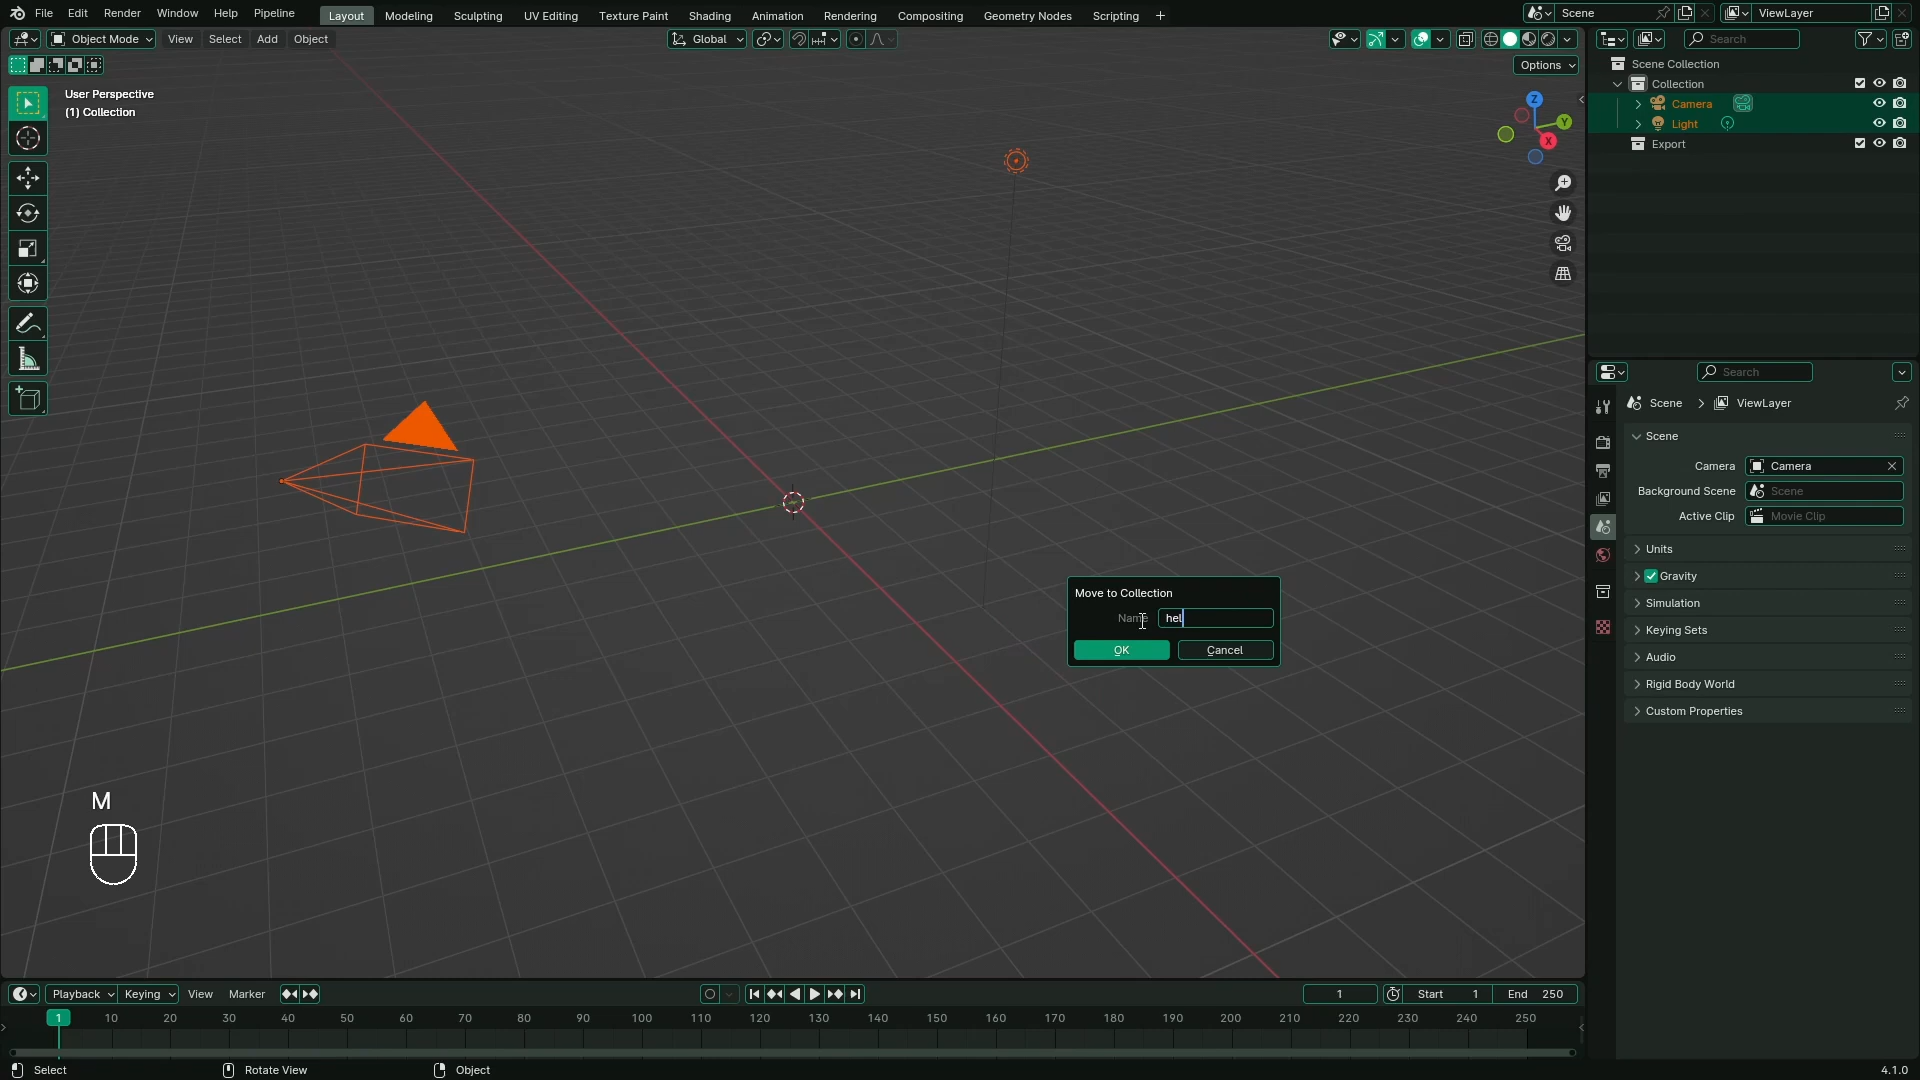 File Edit Render Window Help Pipeline Layout Modeling Sculpting UV Editing Texture Paint Shading Animation Rendering Compositing Geometry Nodes Scripting + Scene ViewLayer
Object Mode View Select Add Object Global Search
Options
User Perspective
(1) Collection
Z
Y
X
Scene Collection
Collection
Camera
Light
Export
Search
Scene > ViewLayer
Scene
Camera Camera
Background Scene Scene
Active Clip Movie Clip
Units
Gravity
Simulation
Keying Sets
Audio
Rigid Body World
Custom Properties
Move to Collection
Name hel
OK Cancel
M
Playback Keying View Marker 1 Start 1 End 250
1 10 20 30 40 50 60 70 80 90 100 110 120 130 140 150 160 170 180 190 200 210 220 230 240 250
Select Rotate View Object 4.1.0